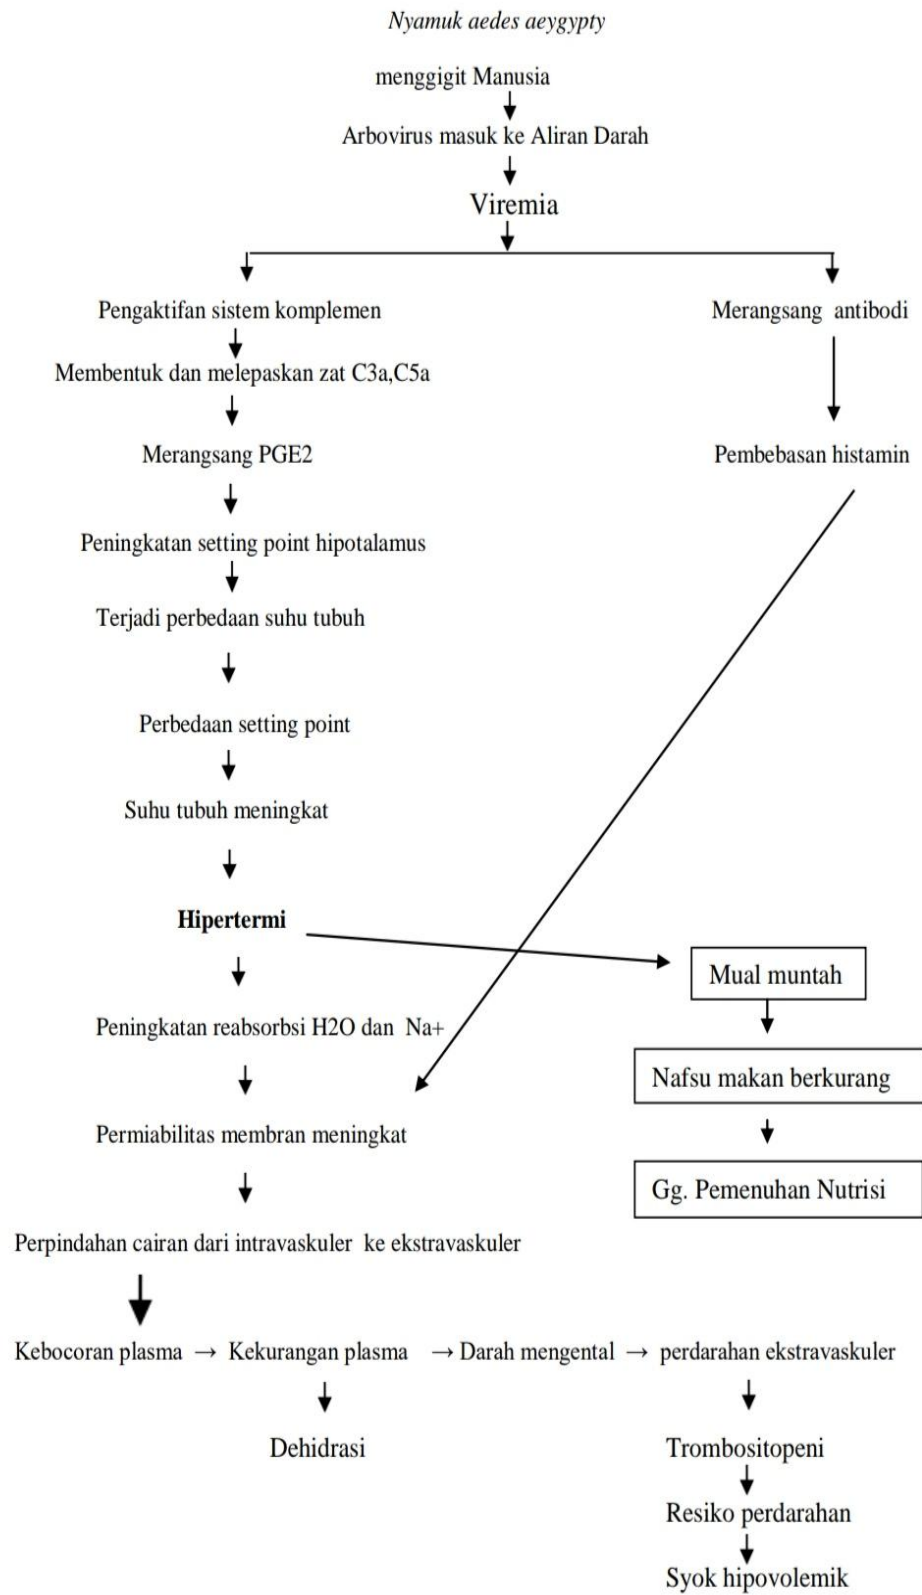 Nyamuk aedes aeygypty
menggigit Manusia
Arbovirus masuk ke Aliran Darah
Viremia
Pengaktifan sistem komplemen
Merangsang antibodi
Membentuk dan melepaskan zat C3a,C5a
Merangsang PGE2
Pembebasan histamin
Peningkatan setting point hipotalamus
Terjadi perbedaan suhu tubuh
Perbedaan setting point
Suhu tubuh meningkat
Hipertermi
Mual muntah
Peningkatan reabsorbsi H2O dan Na+
Nafsu makan berkurang
Permiabilitas membran meningkat
Gg. Pemenuhan Nutrisi
Perpindahan cairan dari intravaskuler ke ekstravaskuler
Kebocoran plasma → Kekurangan plasma → Darah mengental → perdarahan ekstravaskuler
Dehidrasi
Trombositopeni
Resiko perdarahan
Syok hipovolemik